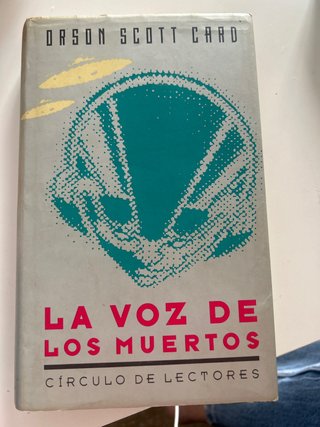 ORSON SCOTT CARD
LA VOZ DE
LOS MUERTOS
CÍRCULO DE LECTORES